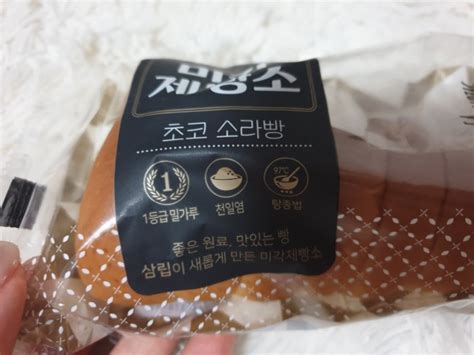 미각
제빵소
초코 소라빵
1
97℃
1등급 밀가루
천일염
탕종법
좋은 원료, 맛있는 빵
삼립이 새롭게 만든 미각제빵소